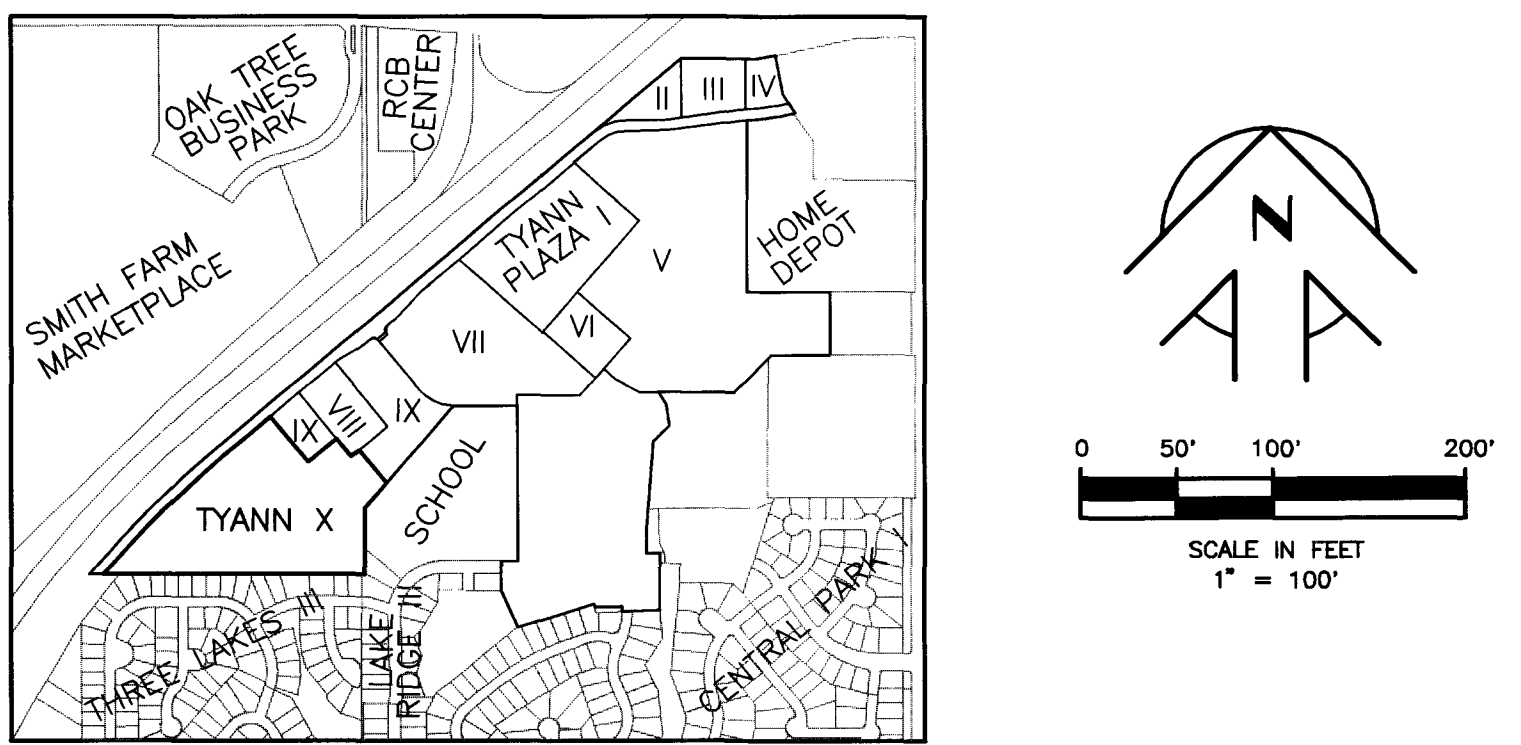 OAK TREE
BUSINESS
PARK
RCB
CENTER
II
III
IV
SMITH FARM
MARKETPLACE
TYANN
PLAZA I
V
HOME
DEPOT
VI
VII
IX
VIII
IX
TYANN X
SCHOOL
THREE LAKES III
LAKE
RIDGE III
CENTRAL PARK I
N
0 50' 100' 200'
SCALE IN FEET
1" = 100'